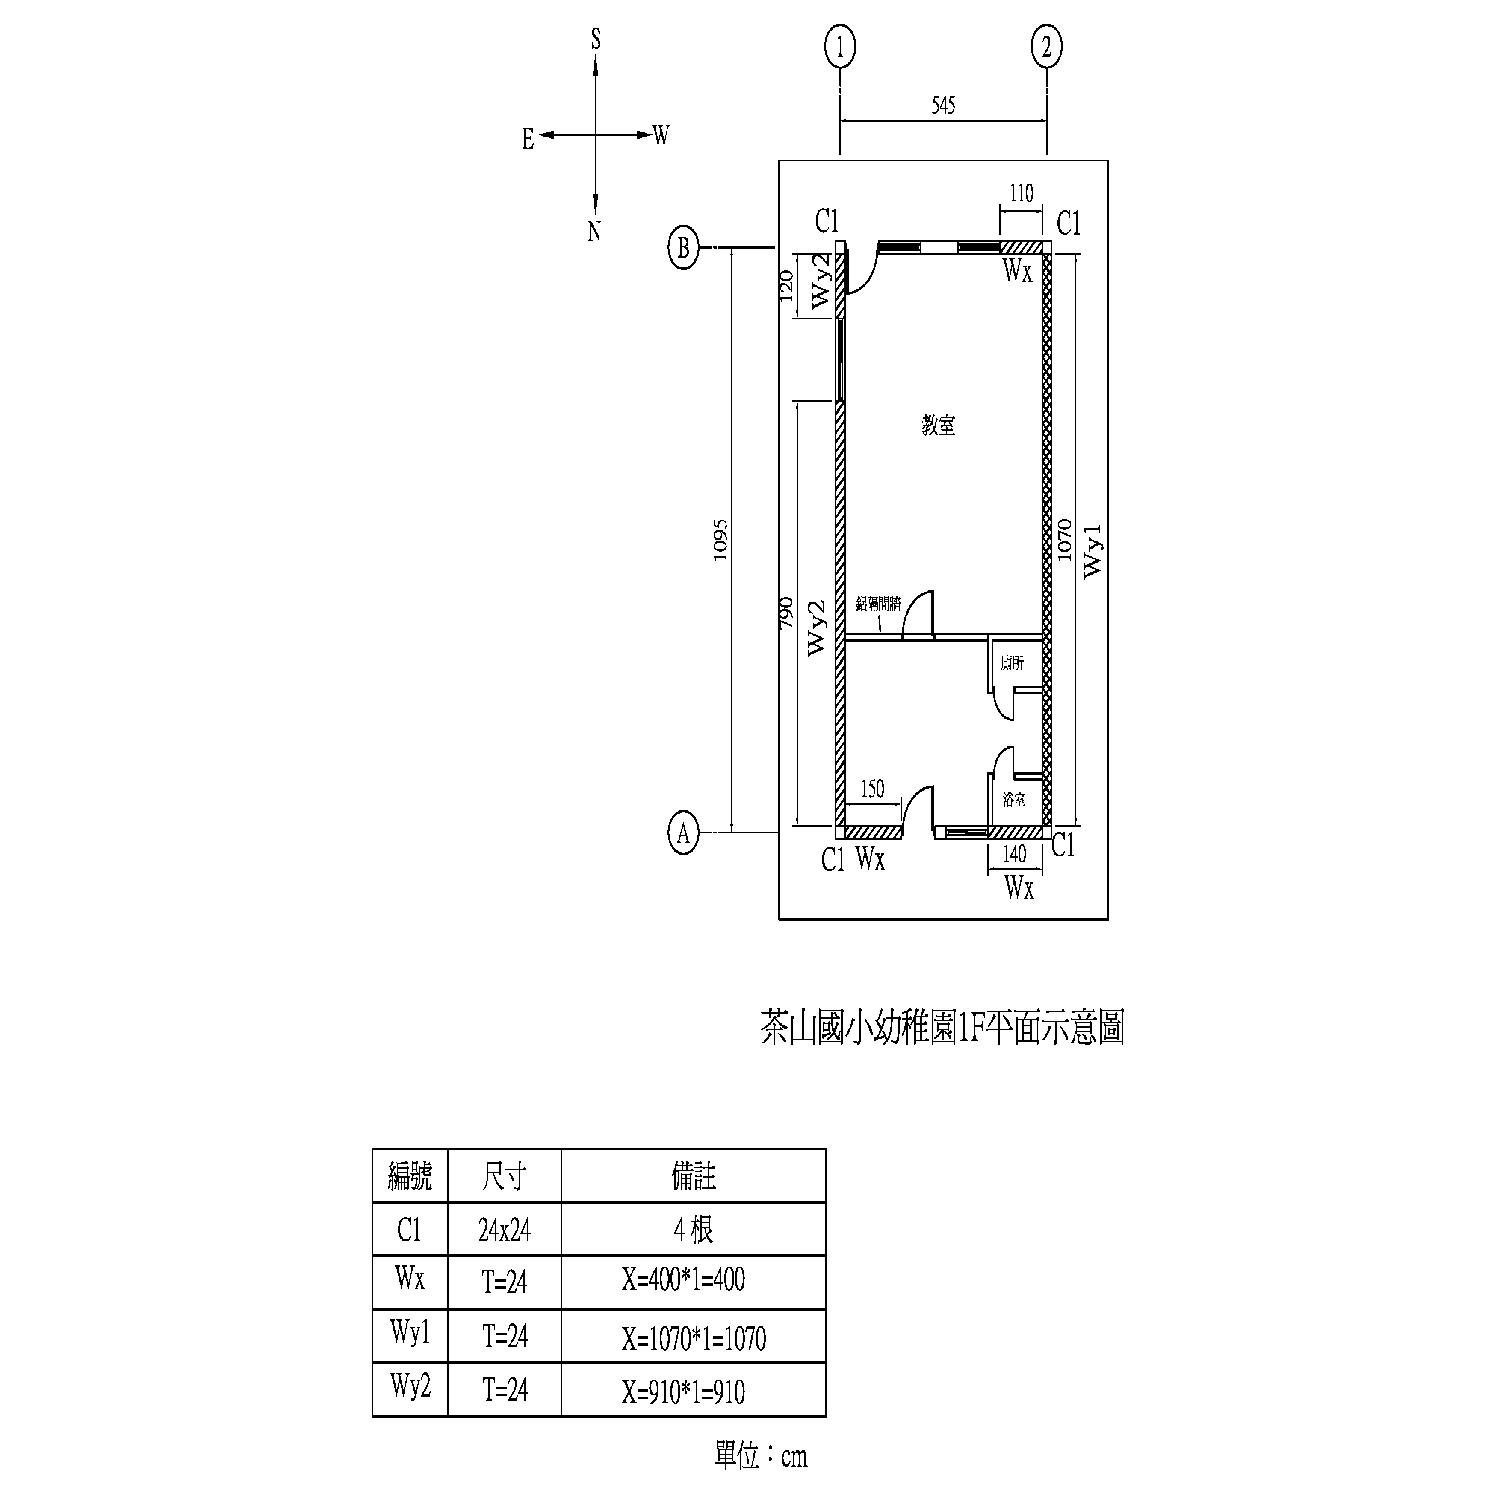 S
E W
N
1 2
545
110
C1 C1
B
Wx
120
Wy2
教室
1095
1070
Wy1
790
Wy2
鋁隔間牆
廁所
150
浴室
A
C1 Wx
140
C1
Wx
茶山國小幼稚園1F平面示意圖
編號 尺寸 備註
C1 24x24 4 根
Wx T=24 X=400*1=400
Wy1 T=24 X=1070*1=1070
Wy2 T=24 X=910*1=910
單位：cm